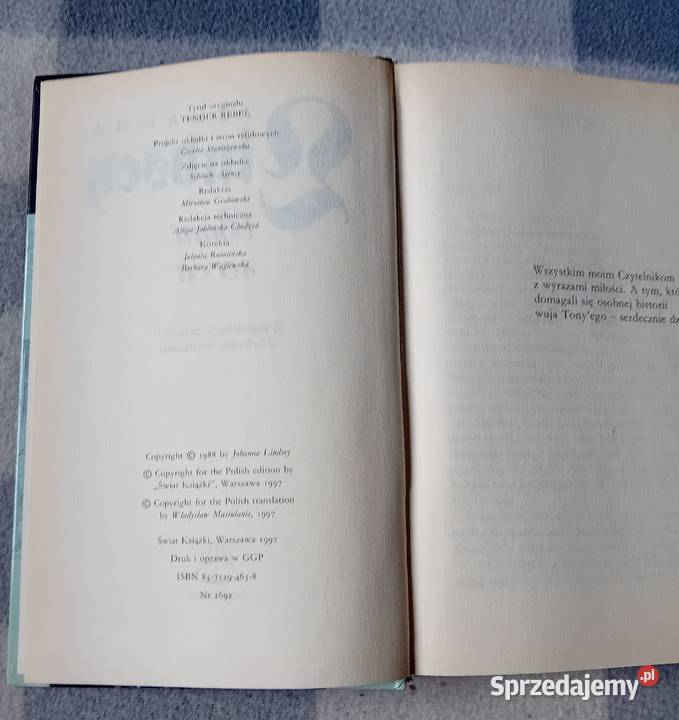 Tytuł oryginału
TENDER REBEL
Projekt okładki i stron tytułowych
Cecylia Staniszewska
Zdjęcie na okładce
Schlück Agency
Redakcja
Mirosław Grabowski
Redakcja techniczna
Alicja Jabłońska-Chodzeń
Korekta
Jolanta Rososińska
Barbara Waglewska
Copyright © 1988 by Johanna Lindsey
© Copyright for the Polish edition by
„Świat Książki”, Warszawa 1997
© Copyright for the Polish translation
by Władysław Masiulanis, 1997
Świat Książki, Warszawa 1997
Druk i oprawa w GGP
ISBN 83-7129-463-8
Nr 1692
Wszystkim moim Czytelnikom
z wyrazami miłości. A tym, któ
domagali się osobnej historii
wuja Tony’ego – serdecznie dz
Sprzedajemy.pl